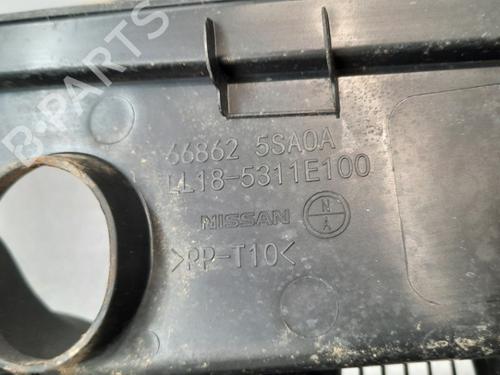 B-PARTS
66862 5SA0A
LL18-5311E100
NISSAN
N
A
>PP-T10<